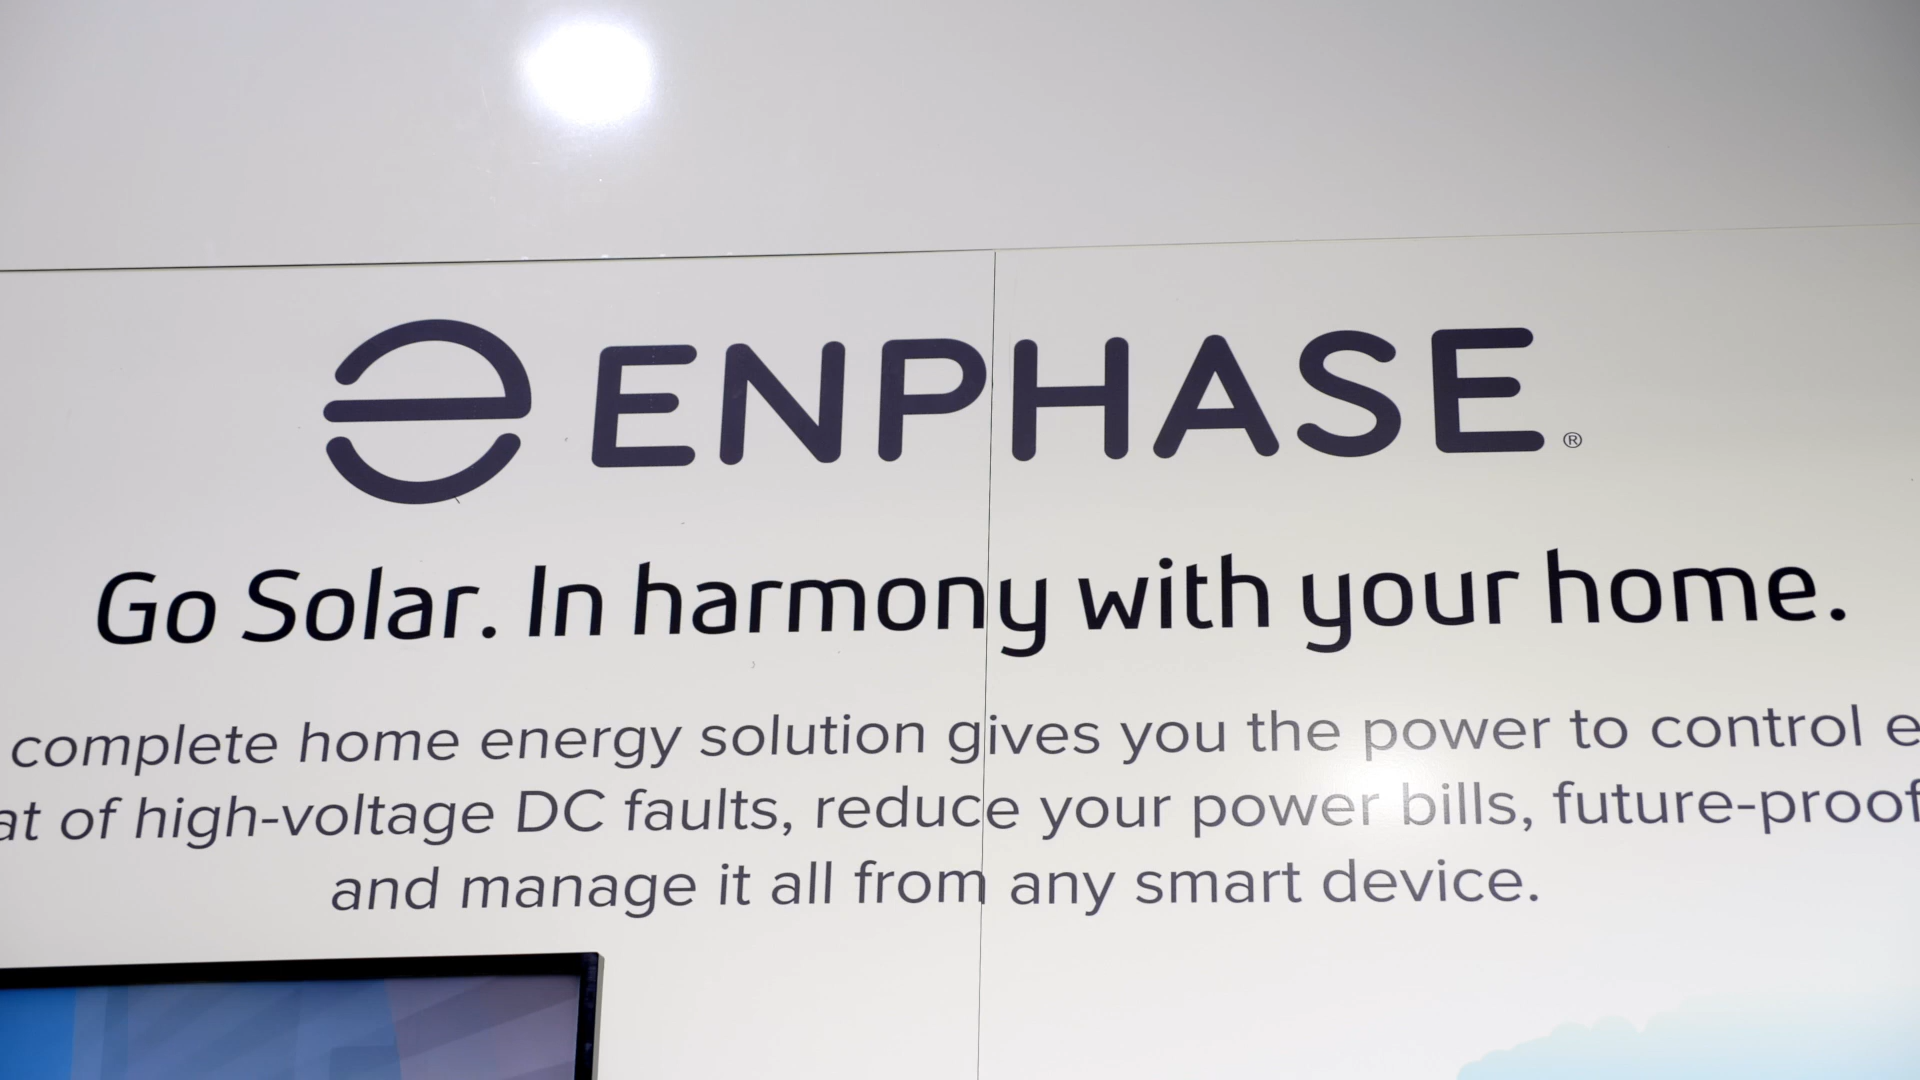 ENPHASE®
Go Solar. In harmony with your home.
complete home energy solution gives you the power to control
of high-voltage DC faults, reduce your power bills, future-proof
and manage it all from any smart device.